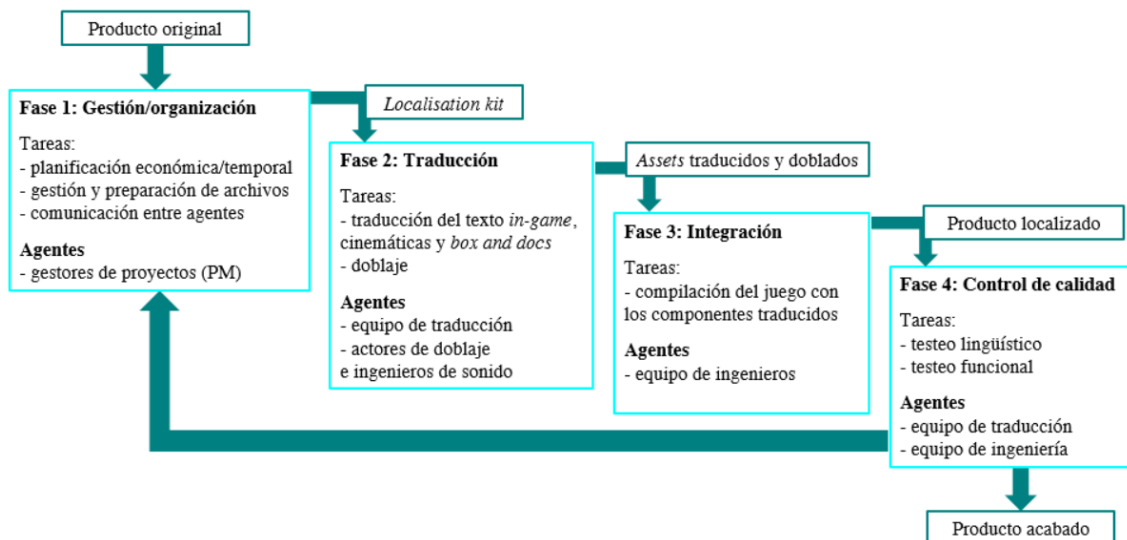 Producto original
Fase 1: Gestión/organización
Tareas:
- planificación económica/temporal
- gestión y preparación de archivos
- comunicación entre agentes
Agentes
- gestores de proyectos (PM)
Localisation kit
Fase 2: Traducción
Tareas:
- traducción del texto in-game,
cinemáticas y box and docs
- doblaje
Agentes
- equipo de traducción
- actores de doblaje
e ingenieros de sonido
Assets traducidos y doblados
Fase 3: Integración
Tareas:
- compilación del juego con
los componentes traducidos
Agentes
- equipo de ingenieros
Producto localizado
Fase 4: Control de calidad
Tareas:
- testeo lingüístico
- testeo funcional
Agentes
- equipo de traducción
- equipo de ingeniería
Producto acabado